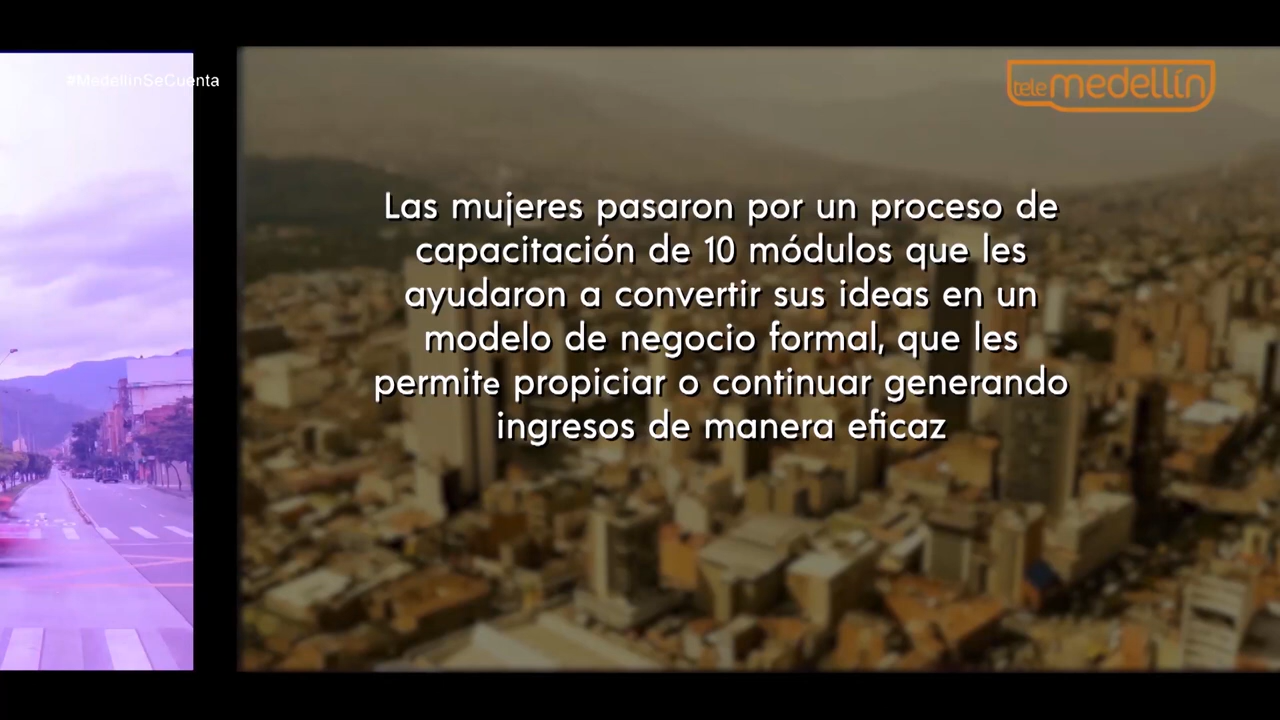 #MedellínSeCuenta
telemedellín
Las mujeres pasaron por un proceso de
capacitación de 10 módulos que les
ayudaron a convertir sus ideas en un
modelo de negocio formal, que les
permite propiciar o continuar generando
ingresos de manera eficaz